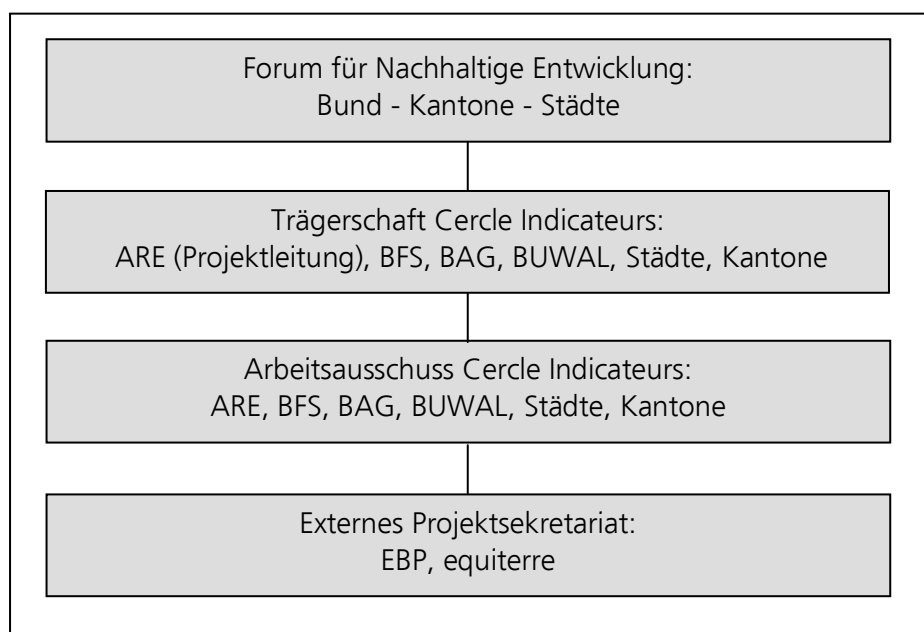 Forum für Nachhaltige Entwicklung:
Bund - Kantone - Städte
Trägerschaft Cercle Indicateurs:
ARE (Projektleitung), BFS, BAG, BUWAL, Städte, Kantone
Arbeitsausschuss Cercle Indicateurs:
ARE, BFS, BAG, BUWAL, Städte, Kantone
Externes Projektsekretariat:
EBP, equiterre